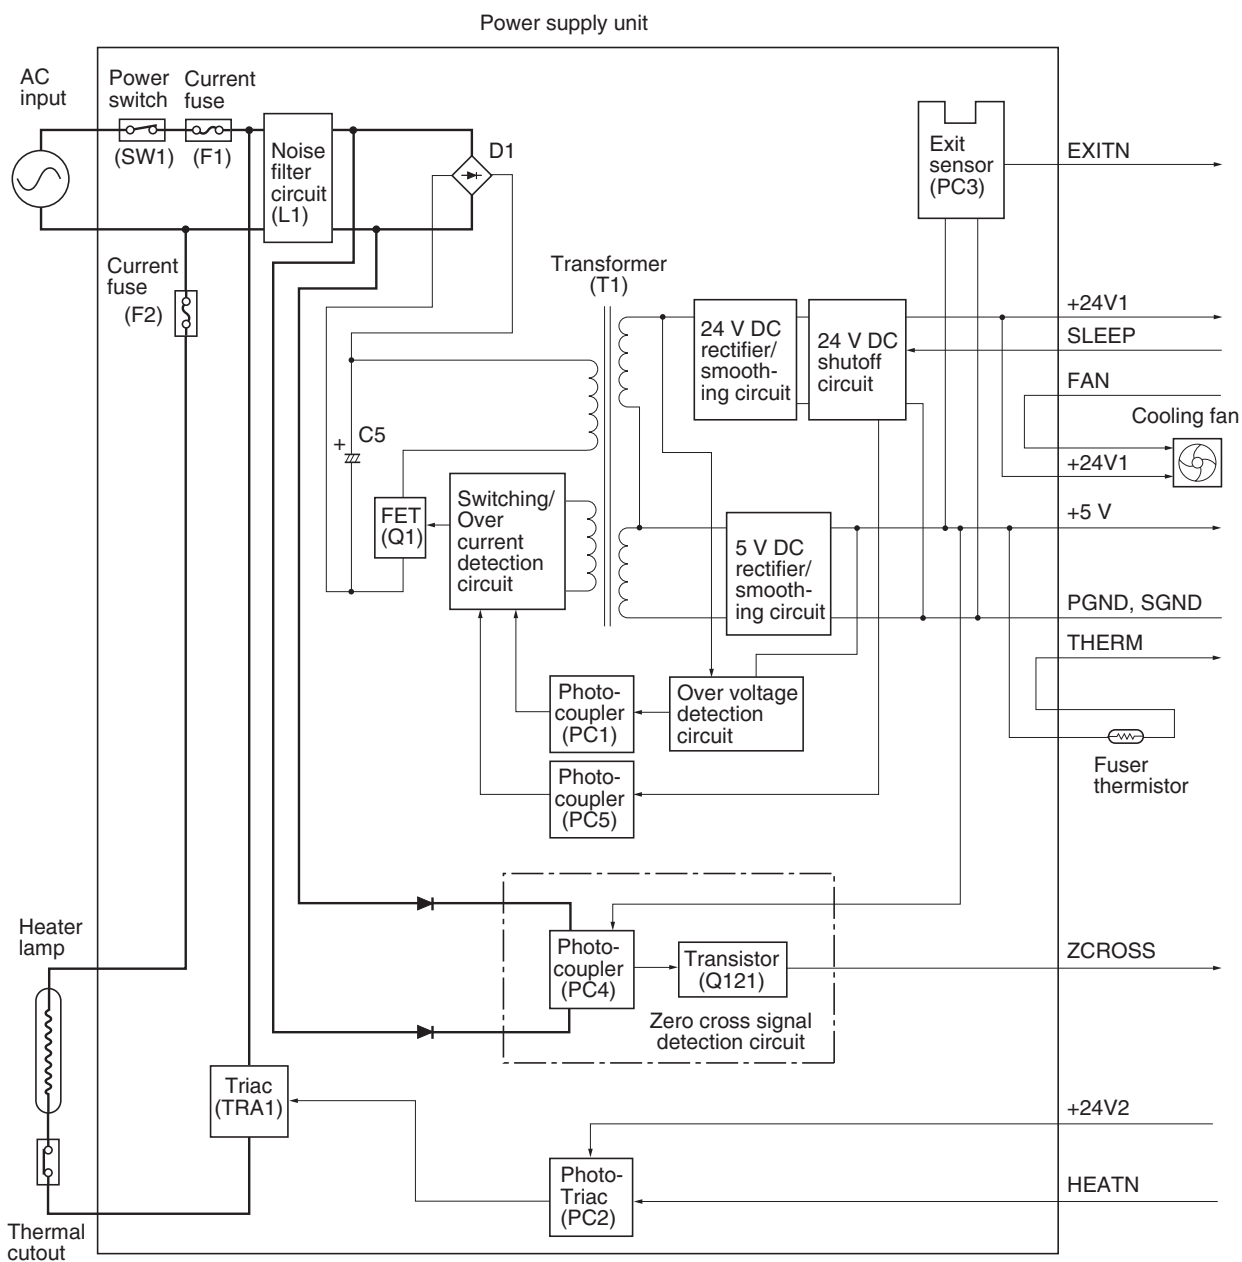 Power supply unit
AC
input
Power
switch
(SW1)
Current
fuse
(F1)
Noise
filter
circuit
(L1)
D1
Exit
sensor
(PC3)
EXITN
Current
fuse
(F2)
Transformer
(T1)
24 V DC
rectifier/
smooth-
ing circuit
24 V DC
shutoff
circuit
+24V1
SLEEP
FAN
Cooling fan
+24V1
+
C5
FET
(Q1)
Switching/
Over
current
detection
circuit
5 V DC
rectifier/
smooth-
ing circuit
+5 V
PGND, SGND
THERM
Photo-
coupler
(PC1)
Over voltage
detection
circuit
Fuser
thermistor
Photo-
coupler
(PC5)
Heater
lamp
Photo-
coupler
(PC4)
Transistor
(Q121)
ZCROSS
Zero cross signal
detection circuit
Triac
(TRA1)
+24V2
Photo-
Triac
(PC2)
HEATN
Thermal
cutout